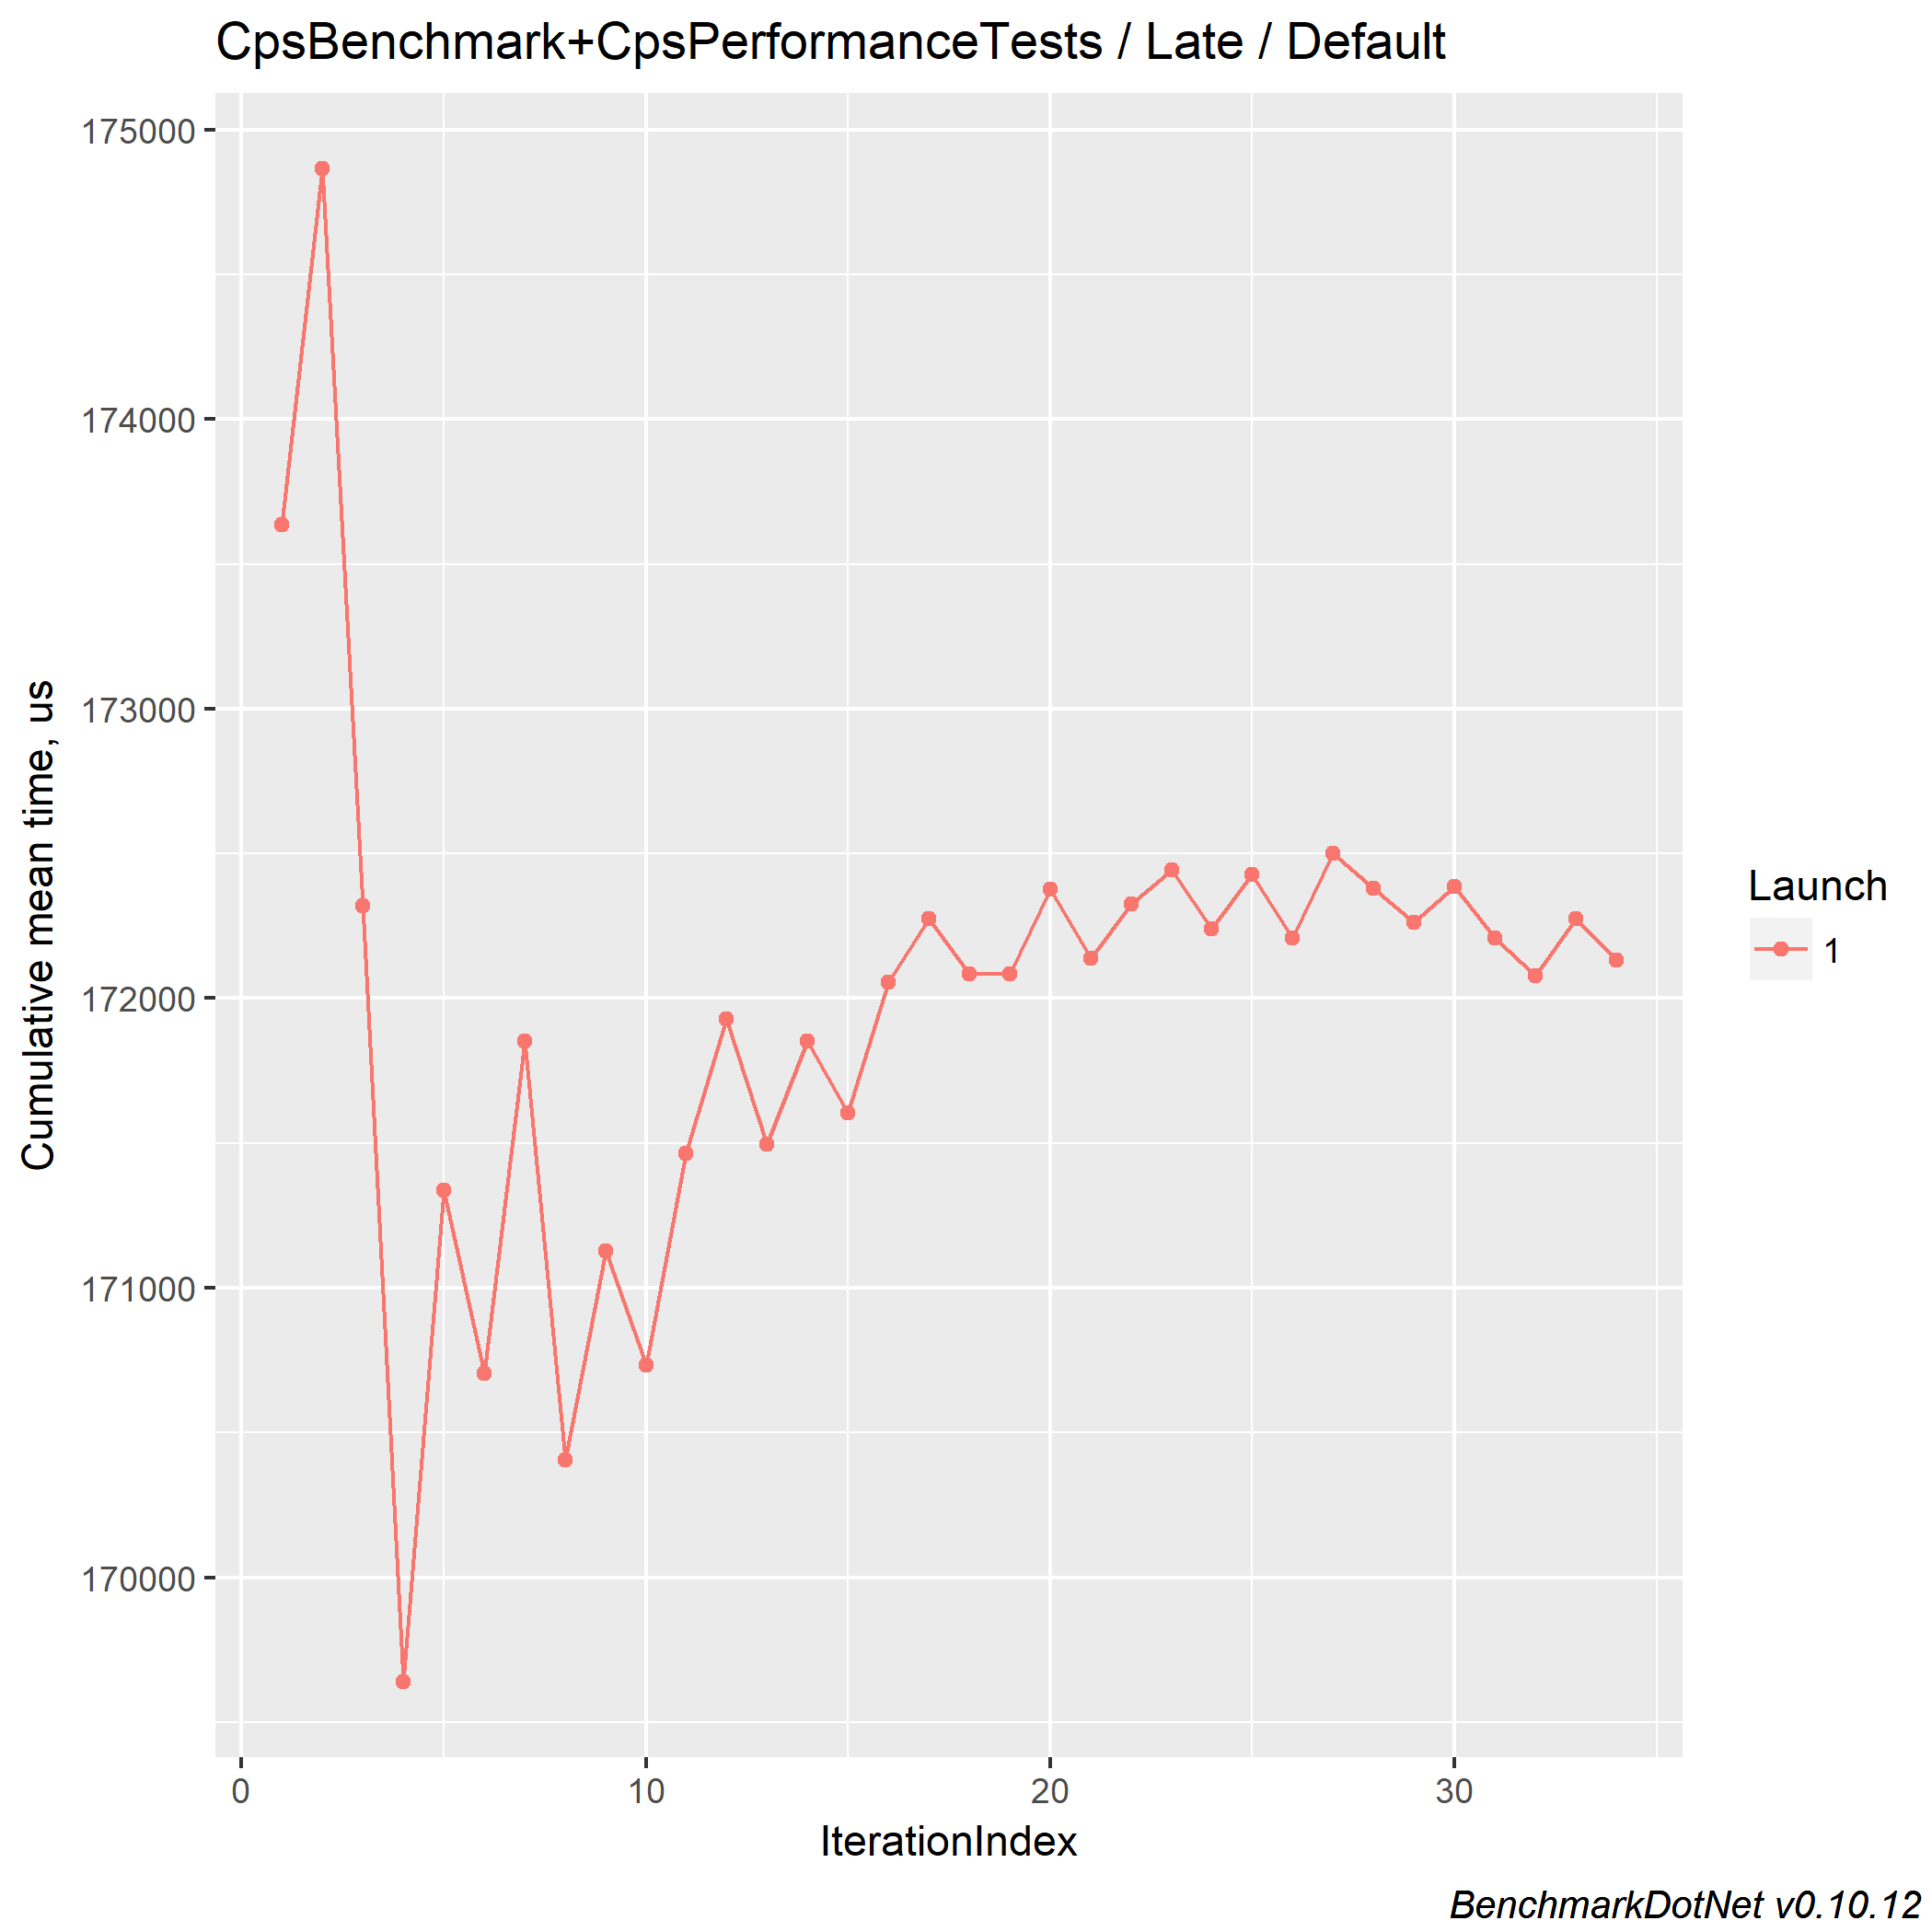 CpsBenchmark+CpsPerformanceTests / Late / Default
Cumulative mean time, us
175000
174000
173000
172000
171000
170000
0 10 20 30
IterationIndex
Launch
1
BenchmarkDotNet v0.10.12